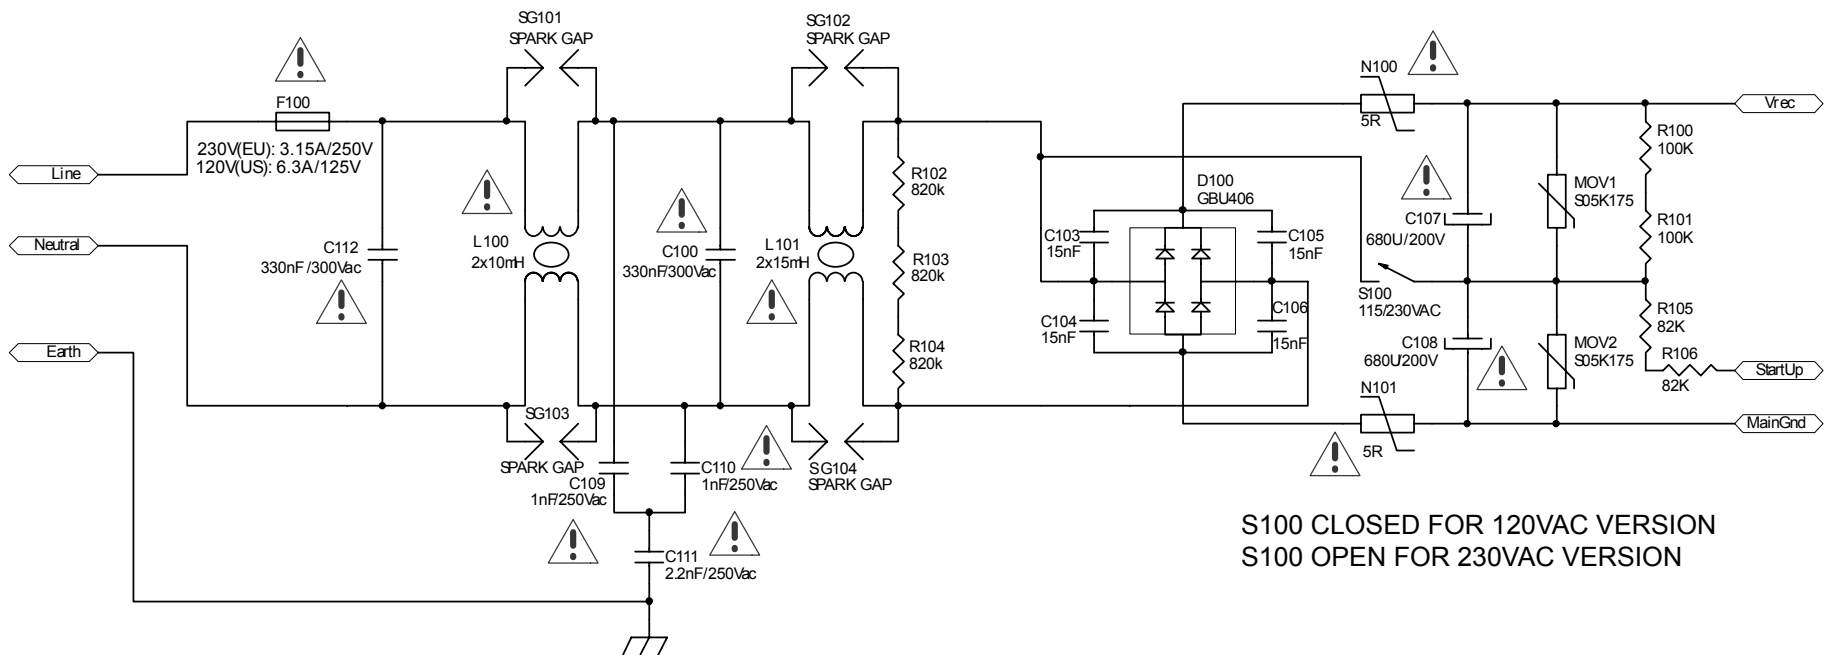 SG101
SPARK GAP
SG102
SPARK GAP
F100
230V(EU): 3.15A/250V
120V(US): 6.3A/125V
Line
Neutral
Earth
C112
330nF/300Vac
L100
2x10mH
C100
330nF/300Vac
L101
2x15mH
R102
820k
R103
820k
R104
820k
SG103
SPARK GAP
SG104
SPARK GAP
C109
1nF/250Vac
C110
1nF/250Vac
C111
2.2nF/250Vac
D100
GBU406
C103
15nF
C105
15nF
C104
15nF
C106
15nF
N100
5R
N101
5R
C107
680U/200V
C108
680U/200V
S100
115/230VAC
MOV1
S05K175
MOV2
S05K175
R100
100K
R101
100K
R105
82K
R106
82K
Vrec
StartUp
MainGnd
S100 CLOSED FOR 120VAC VERSION
S100 OPEN FOR 230VAC VERSION